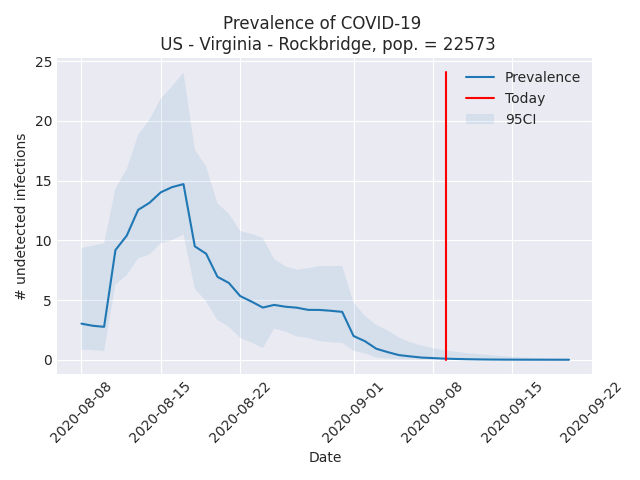 Prevalence of COVID-19
US - Virginia - Rockbridge, pop. = 22573
25
20
15
10
5
0
# undetected infections
Prevalence
Today
95CI
2020-08-08
2020-08-15
2020-08-22
2020-09-01
2020-09-08
2020-09-15
2020-09-22
Date